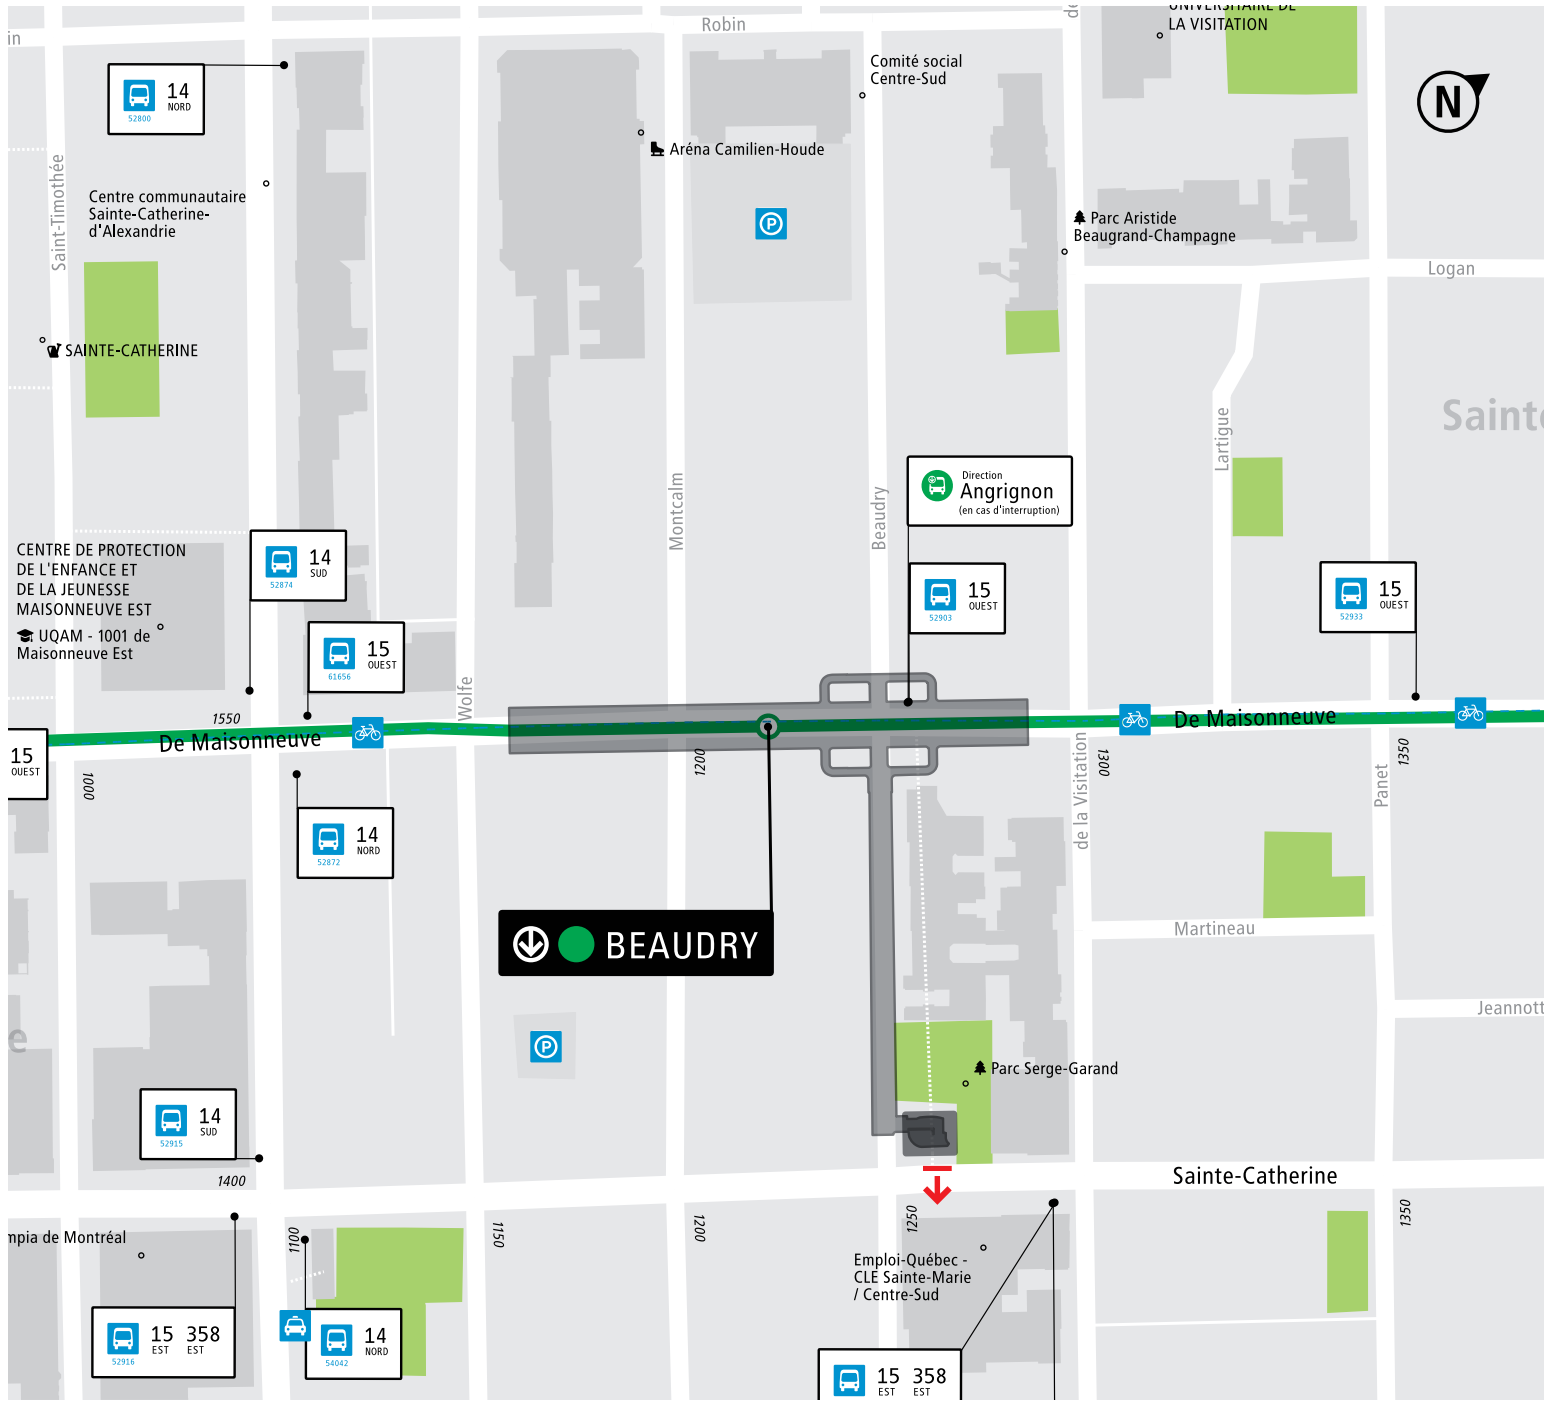 UNIVERSITAIRE DE
LA VISITATION
in
Robin
de
Comité social
Centre-Sud
14
NORD
52800
N
Aréna Camilien-Houde
Saint-Timothée
Centre communautaire
Sainte-Catherine-
d'Alexandrie
P
Parc Aristide
Beaugrand-Champagne
Logan
SAINTE-CATHERINE
Sainte
Lartigue
Direction
Angrignon
(en cas d'interruption)
Montcalm
Beaudry
CENTRE DE PROTECTION
DE L'ENFANCE ET
DE LA JEUNESSE
MAISONNEUVE EST
UQAM - 1001 de
Maisonneuve Est
14
SUD
52874
15
OUEST
52903
15
OUEST
52933
15
OUEST
61656
Wolfe
1550
De Maisonneuve
De Maisonneuve
15
OUEST
1000
1200
1300
1350
de la Visitation
Panet
14
NORD
52872
BEAUDRY
Martineau
Jeannott
e
P
Parc Serge-Garand
14
SUD
52915
1400
Sainte-Catherine
1100
1150
1200
1250
1350
mpia de Montréal
Emploi-Québec -
CLE Sainte-Marie
/ Centre-Sud
15 358
EST EST
52916
14
NORD
54042
15 358
EST EST